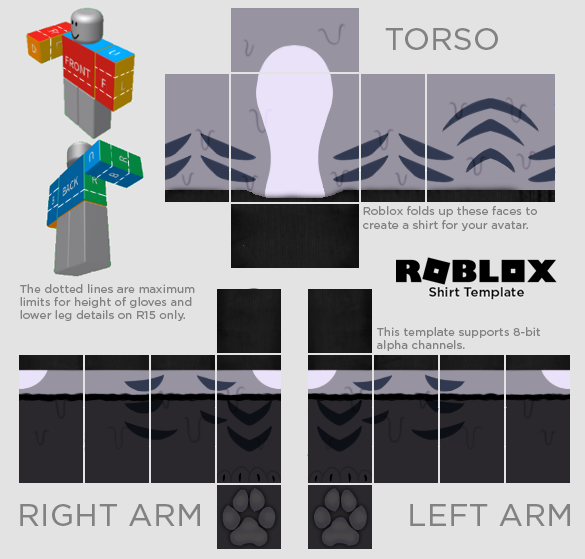 TORSO
FRONT
F
L
U
R
D
BACK
R
B
U
R
B
Roblox folds up these faces to
create a shirt for your avatar.
ROBLOX
Shirt Template
The dotted lines are maximum
limits for height of gloves and
lower leg details on R15 only.
This template supports 8-bit
alpha channels.
RIGHT ARM
LEFT ARM